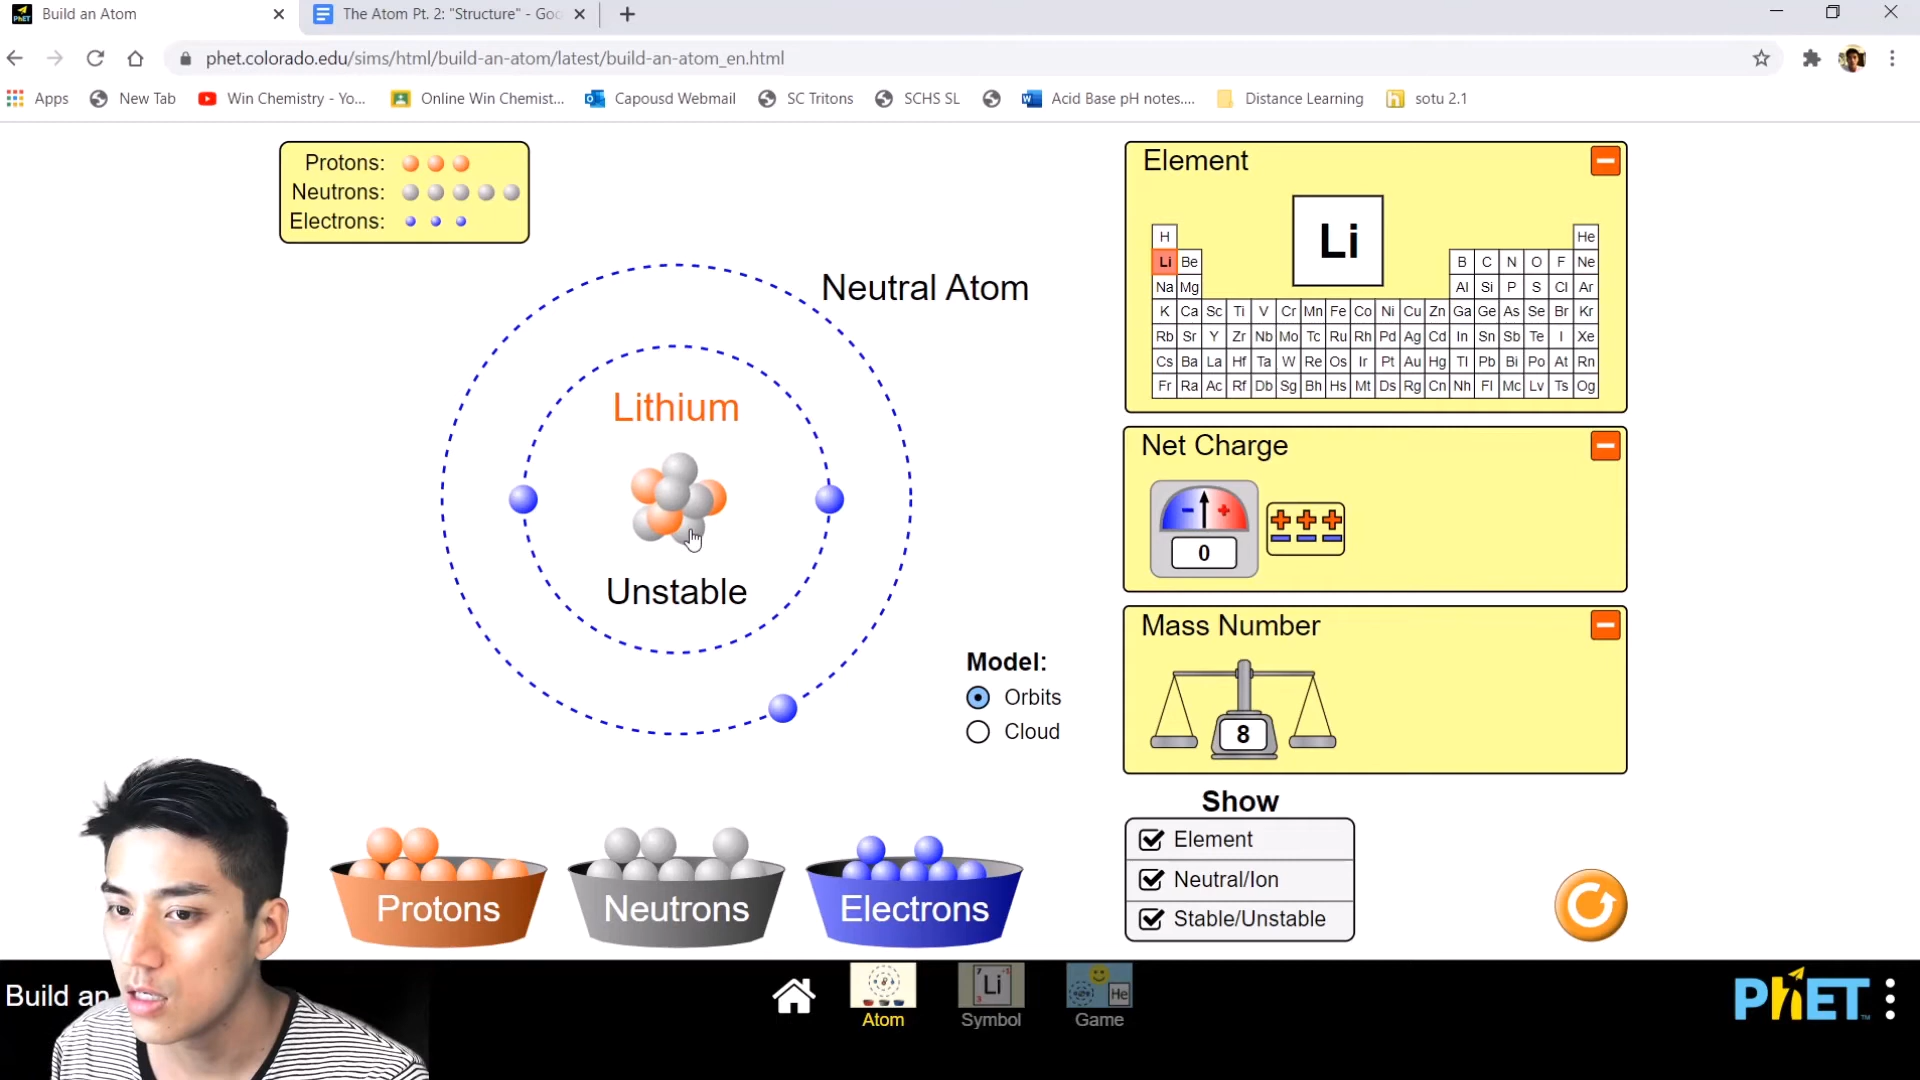 Build an Atom
The Atom Pt. 2: "Structure" - Goo
phet.colorado.edu/sims/html/build-an-atom/latest/build-an-atom_en.html
Apps New Tab Win Chemistry - Yo... Online Win Chemist... Capousd Webmail SC Tritons SCHS SL Acid Base pH notes.... Distance Learning sotu 2.1
Protons:
Neutrons:
Electrons:
Neutral Atom
Lithium
Unstable
Model:
Orbits
Cloud
Protons
Neutrons
Electrons
Element
Li
H He
Li Be B C N O F Ne
Na Mg Al Si P S Cl Ar
K Ca Sc Ti V Cr Mn Fe Co Ni Cu Zn Ga Ge As Se Br Kr
Rb Sr Y Zr Nb Mo Tc Ru Rh Pd Ag Cd In Sn Sb Te I Xe
Cs Ba La Hf Ta W Re Os Ir Pt Au Hg Tl Pb Bi Po At Rn
Fr Ra Ac Rf Db Sg Bh Hs Mt Ds Rg Cn Nh Fl Mc Lv Ts Og
Net Charge
- +
0
+ + +
- - -
Mass Number
8
Show
Element
Neutral/Ion
Stable/Unstable
Build an
Atom
Li
Symbol
He
Game
PhET